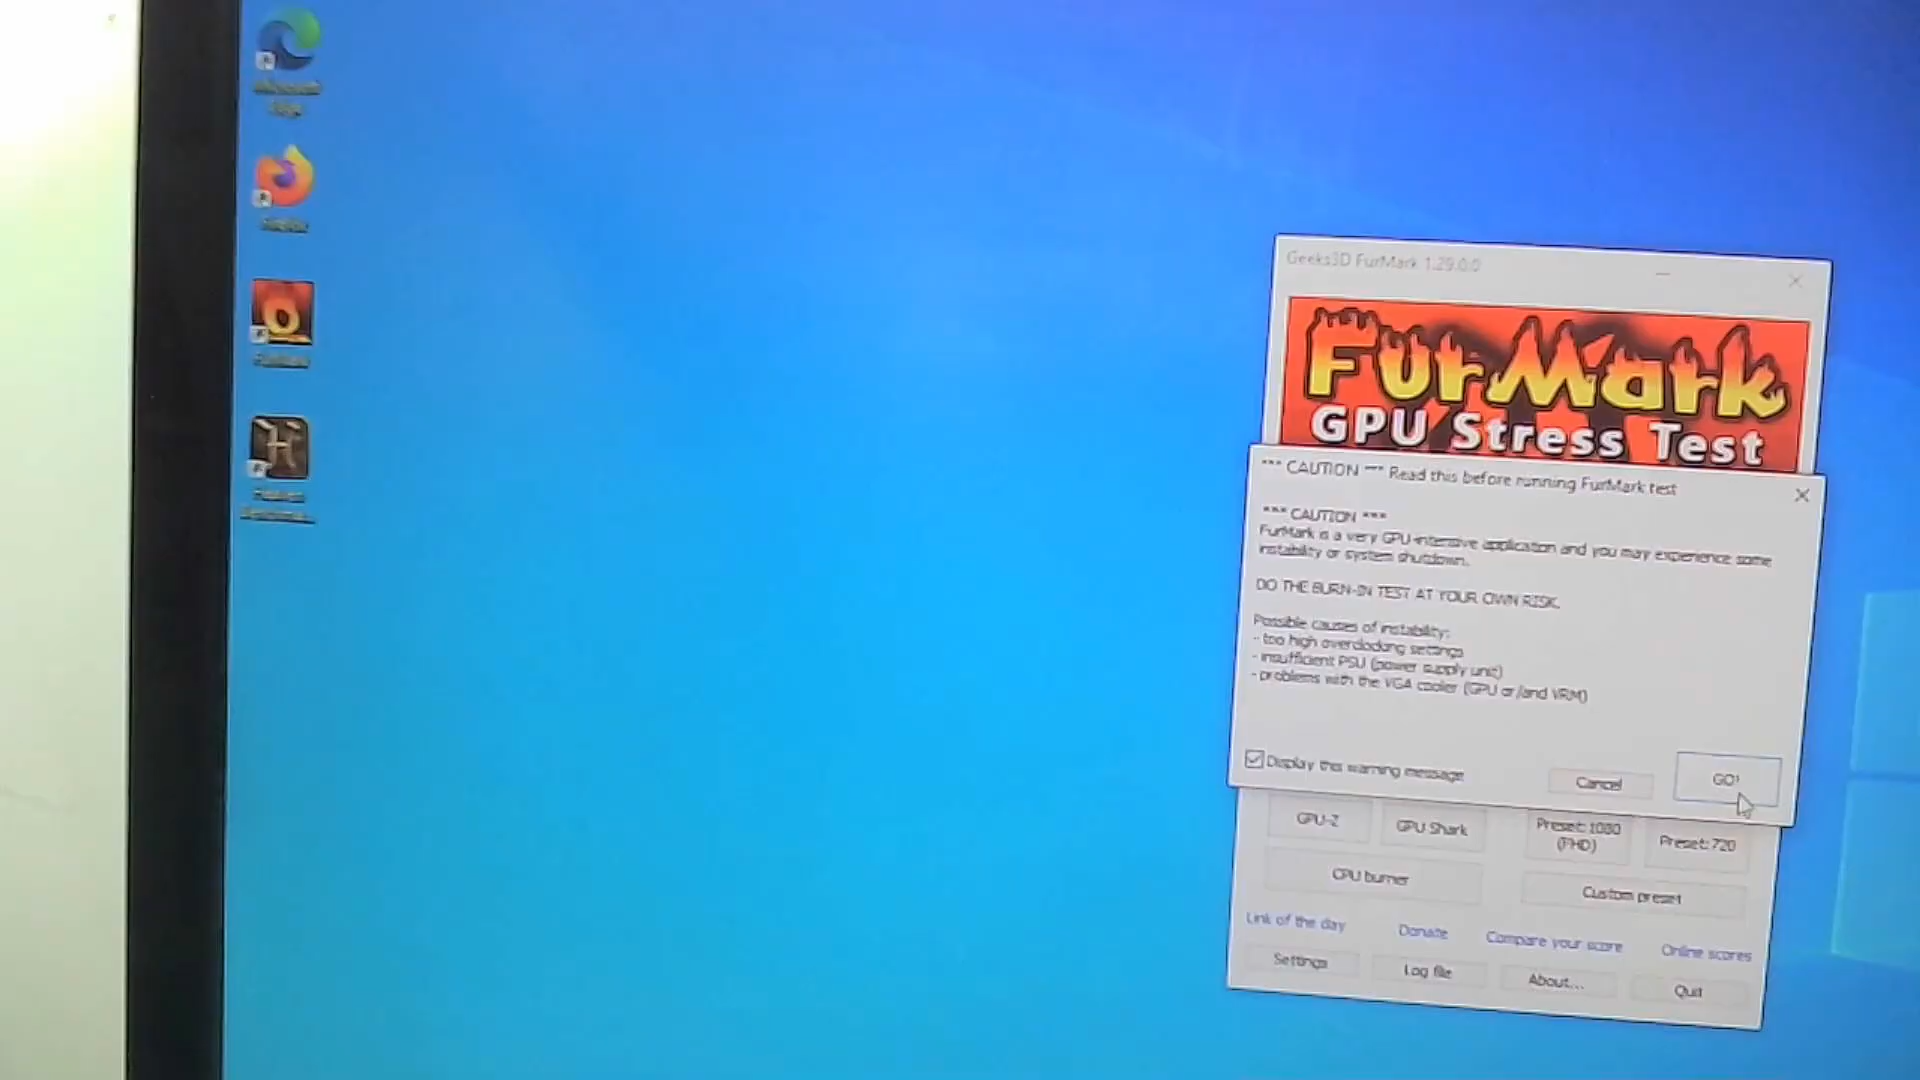 Microsoft
Edge
Firefox
FurMark
Geeks3D FurMark 1.29.0.0
FurMark
GPU Stress Test
*** CAUTION *** Read this before running FurMark test
*** CAUTION ***
FurMark is a very GPU-intensive application and you may experience some
instability or system shutdown.
DO THE BURN-IN TEST AT YOUR OWN RISK.
Possible causes of instability:
- too high overclocking settings
- insufficient PSU (power supply unit)
- problems with the VGA cooler (GPU or/and VRM)
Display this warning message
Cancel
GO!
GPU-Z
GPU Shark
Preset: 1080
(FHD)
Preset: 720
CPU burner
Custom preset
Link of the day
Donate
Compare your score
Online scores
Settings
Log file
About...
Quit